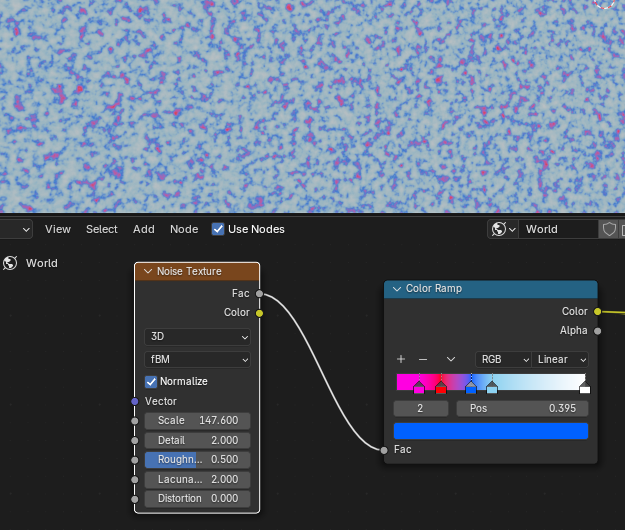 View Select Add Node Use Nodes World
World
Noise Texture
Fac
Color
3D
fBM
Normalize
Vector
Scale 147.600
Detail 2.000
Roughn... 0.500
Lacuna... 2.000
Distortion 0.000
Color Ramp
Color
Alpha
+ − RGB Linear
2 Pos 0.395
Fac